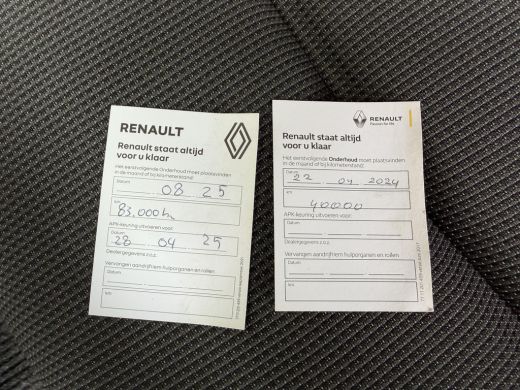 RENAULT
Renault staat altijd
voor u klaar
Het eerstvolgende Onderhoud moet plaatsvinden
in de maand of bij kilometerstand:
Datum
08 25
83.000
APK-keuring uitvoeren voor:
Datum
28 04 25
Dealergegevens z.o.z.
Vervangen aandrijfriem hulporganen en rollen
Datum
km
RENAULT
Passion for life
Renault staat altijd
voor u klaar
Het eerstvolgende Onderhoud moet plaatsvinden
in de maand of bij kilometerstand:
Datum
22 04 2024
km
40000
APK-keuring uitvoeren voor:
Datum
Dealergegevens z.o.z.
Vervangen aandrijfriem hulporganen en rollen
Datum
km